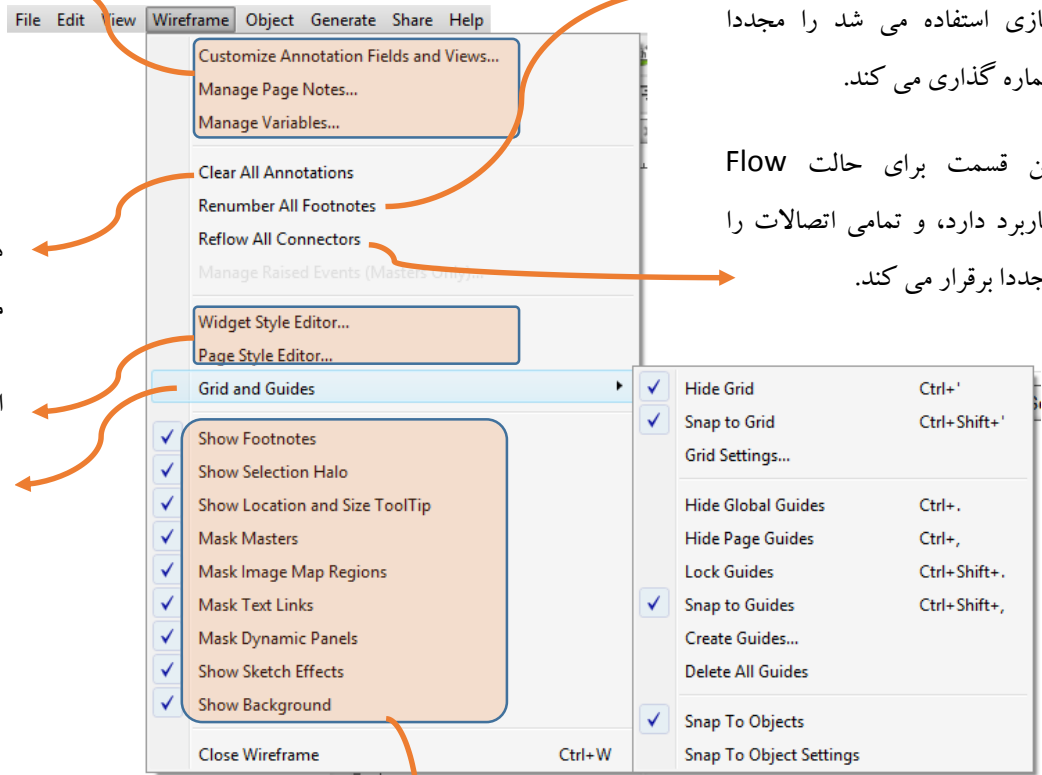 File Edit View Wireframe Object Generate Share Help
Customize Annotation Fields and Views...
Manage Page Notes...
Manage Variables...
Clear All Annotations
Renumber All Footnotes
Reflow All Connectors
Manage Raised Events (Masters Only)...
Widget Style Editor...
Page Style Editor...
Grid and Guides
Show Footnotes
Show Selection Halo
Show Location and Size ToolTip
Mask Masters
Mask Image Map Regions
Mask Text Links
Mask Dynamic Panels
Show Sketch Effects
Show Background
Close Wireframe Ctrl+W
Hide Grid Ctrl+'
Snap to Grid Ctrl+Shift+'
Grid Settings...
Hide Global Guides Ctrl+.
Hide Page Guides Ctrl+,
Lock Guides Ctrl+Shift+.
Snap to Guides Ctrl+Shift+,
Create Guides...
Delete All Guides
Snap To Objects
Snap To Object Settings
ازی استفاده می شد را مجددا
ماره گذاری می کند.
ن قسمت برای حالت Flow
اربرد دارد، و تمامی اتصالات را
جددا برقرار می کند.